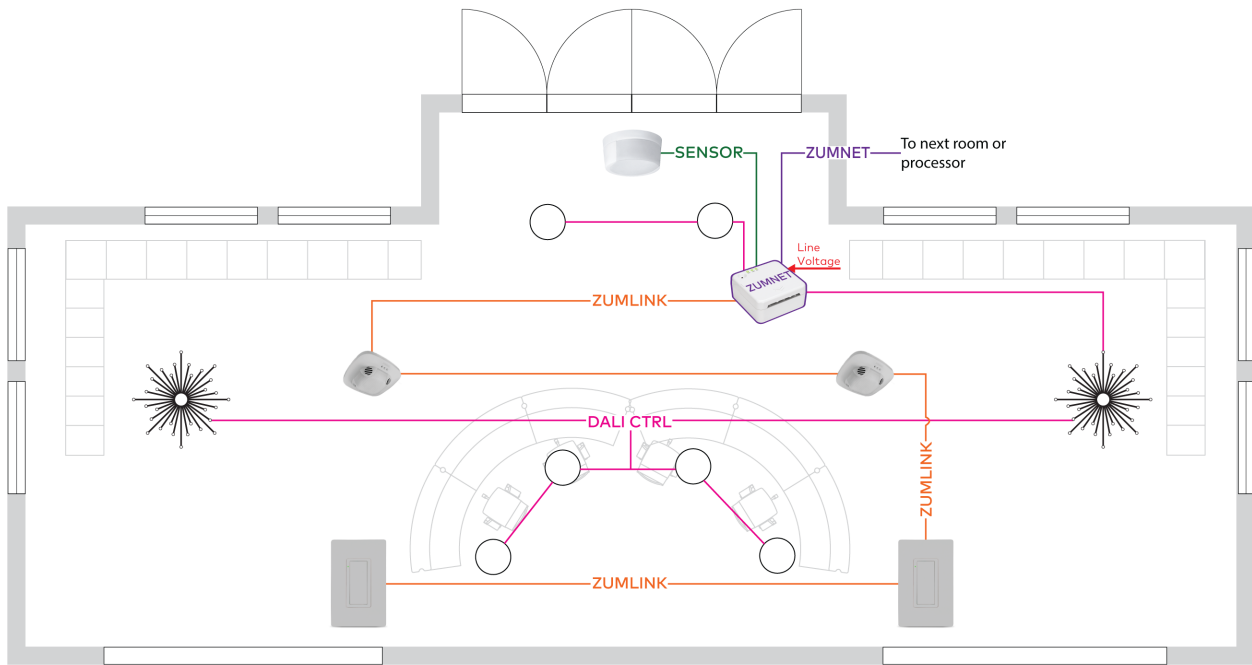 SENSOR
ZUMNET
To next room or
processor
Line
Voltage
ZUMNET
ZUMLINK
DALI CTRL
ZUMLINK
ZUMLINK